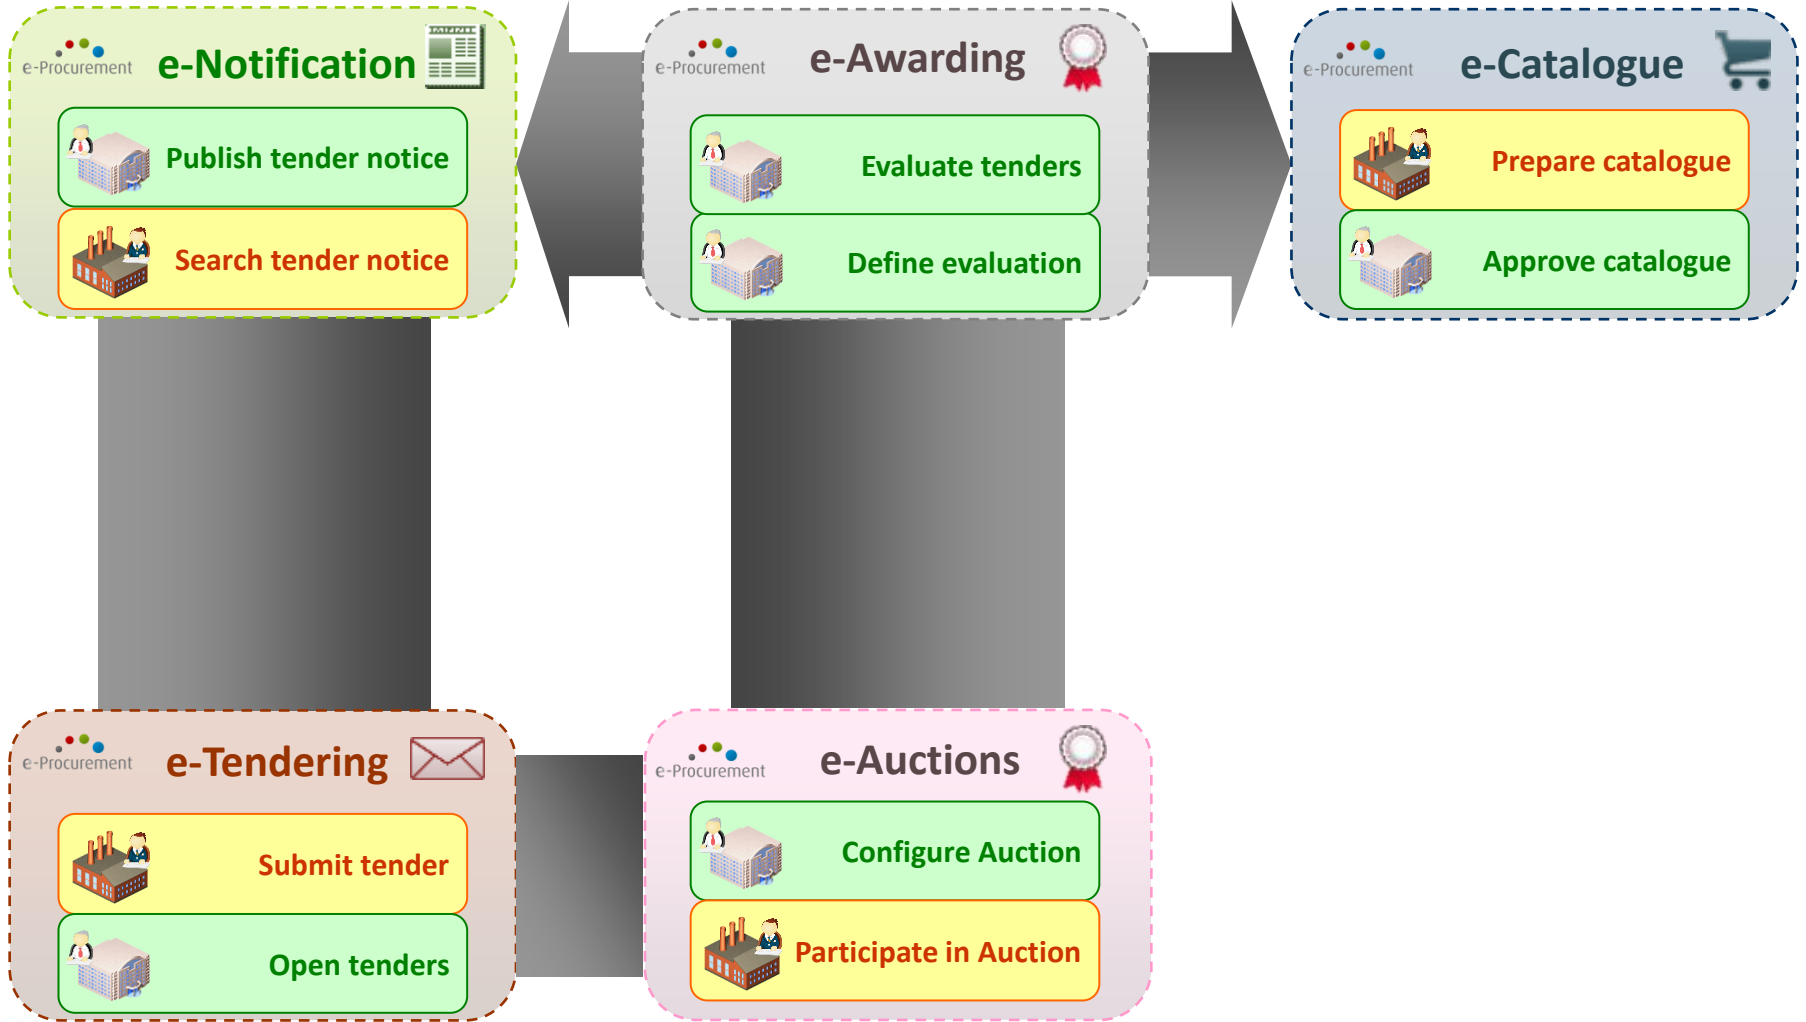 e-Procurement
e-Notification
Publish tender notice
Search tender notice
e-Procurement
e-Awarding
Evaluate tenders
Define evaluation
e-Procurement
e-Catalogue
Prepare catalogue
Approve catalogue
e-Procurement
e-Tendering
Submit tender
Open tenders
e-Procurement
e-Auctions
Configure Auction
Participate in Auction